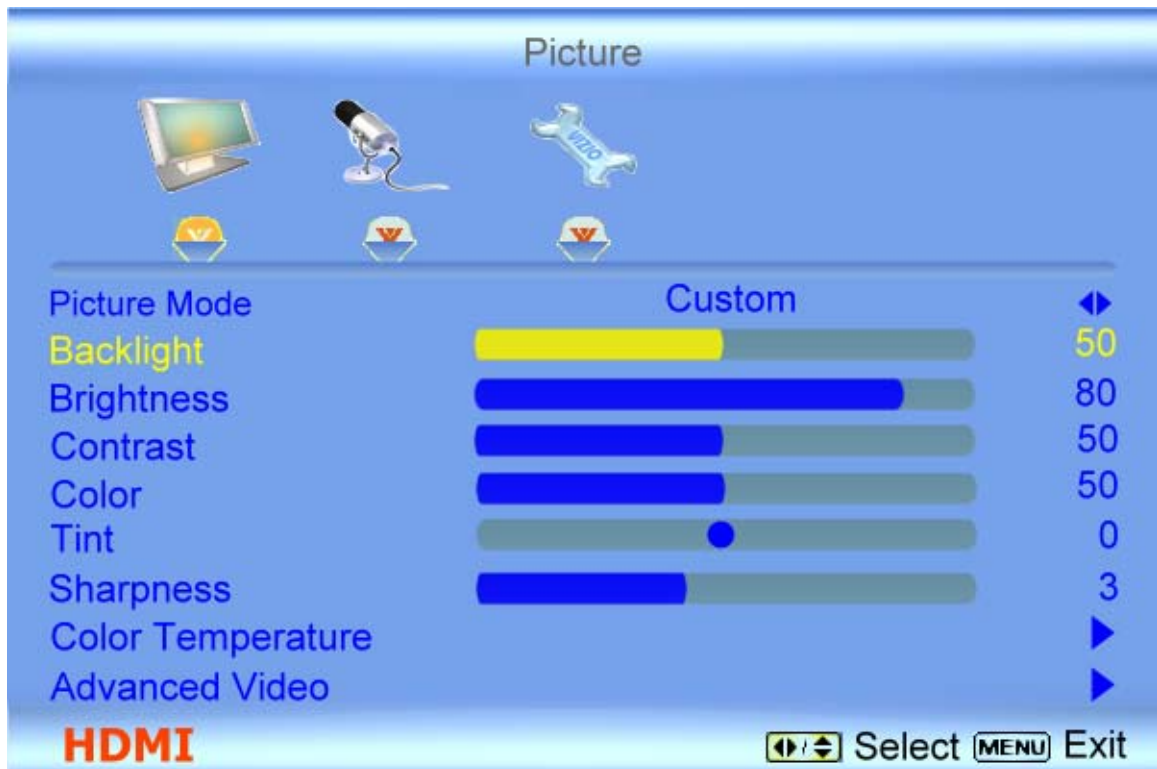 Picture
VIZIO
Picture Mode Custom
Backlight 50
Brightness 80
Contrast 50
Color 50
Tint 0
Sharpness 3
Color Temperature
Advanced Video
HDMI Select MENU Exit